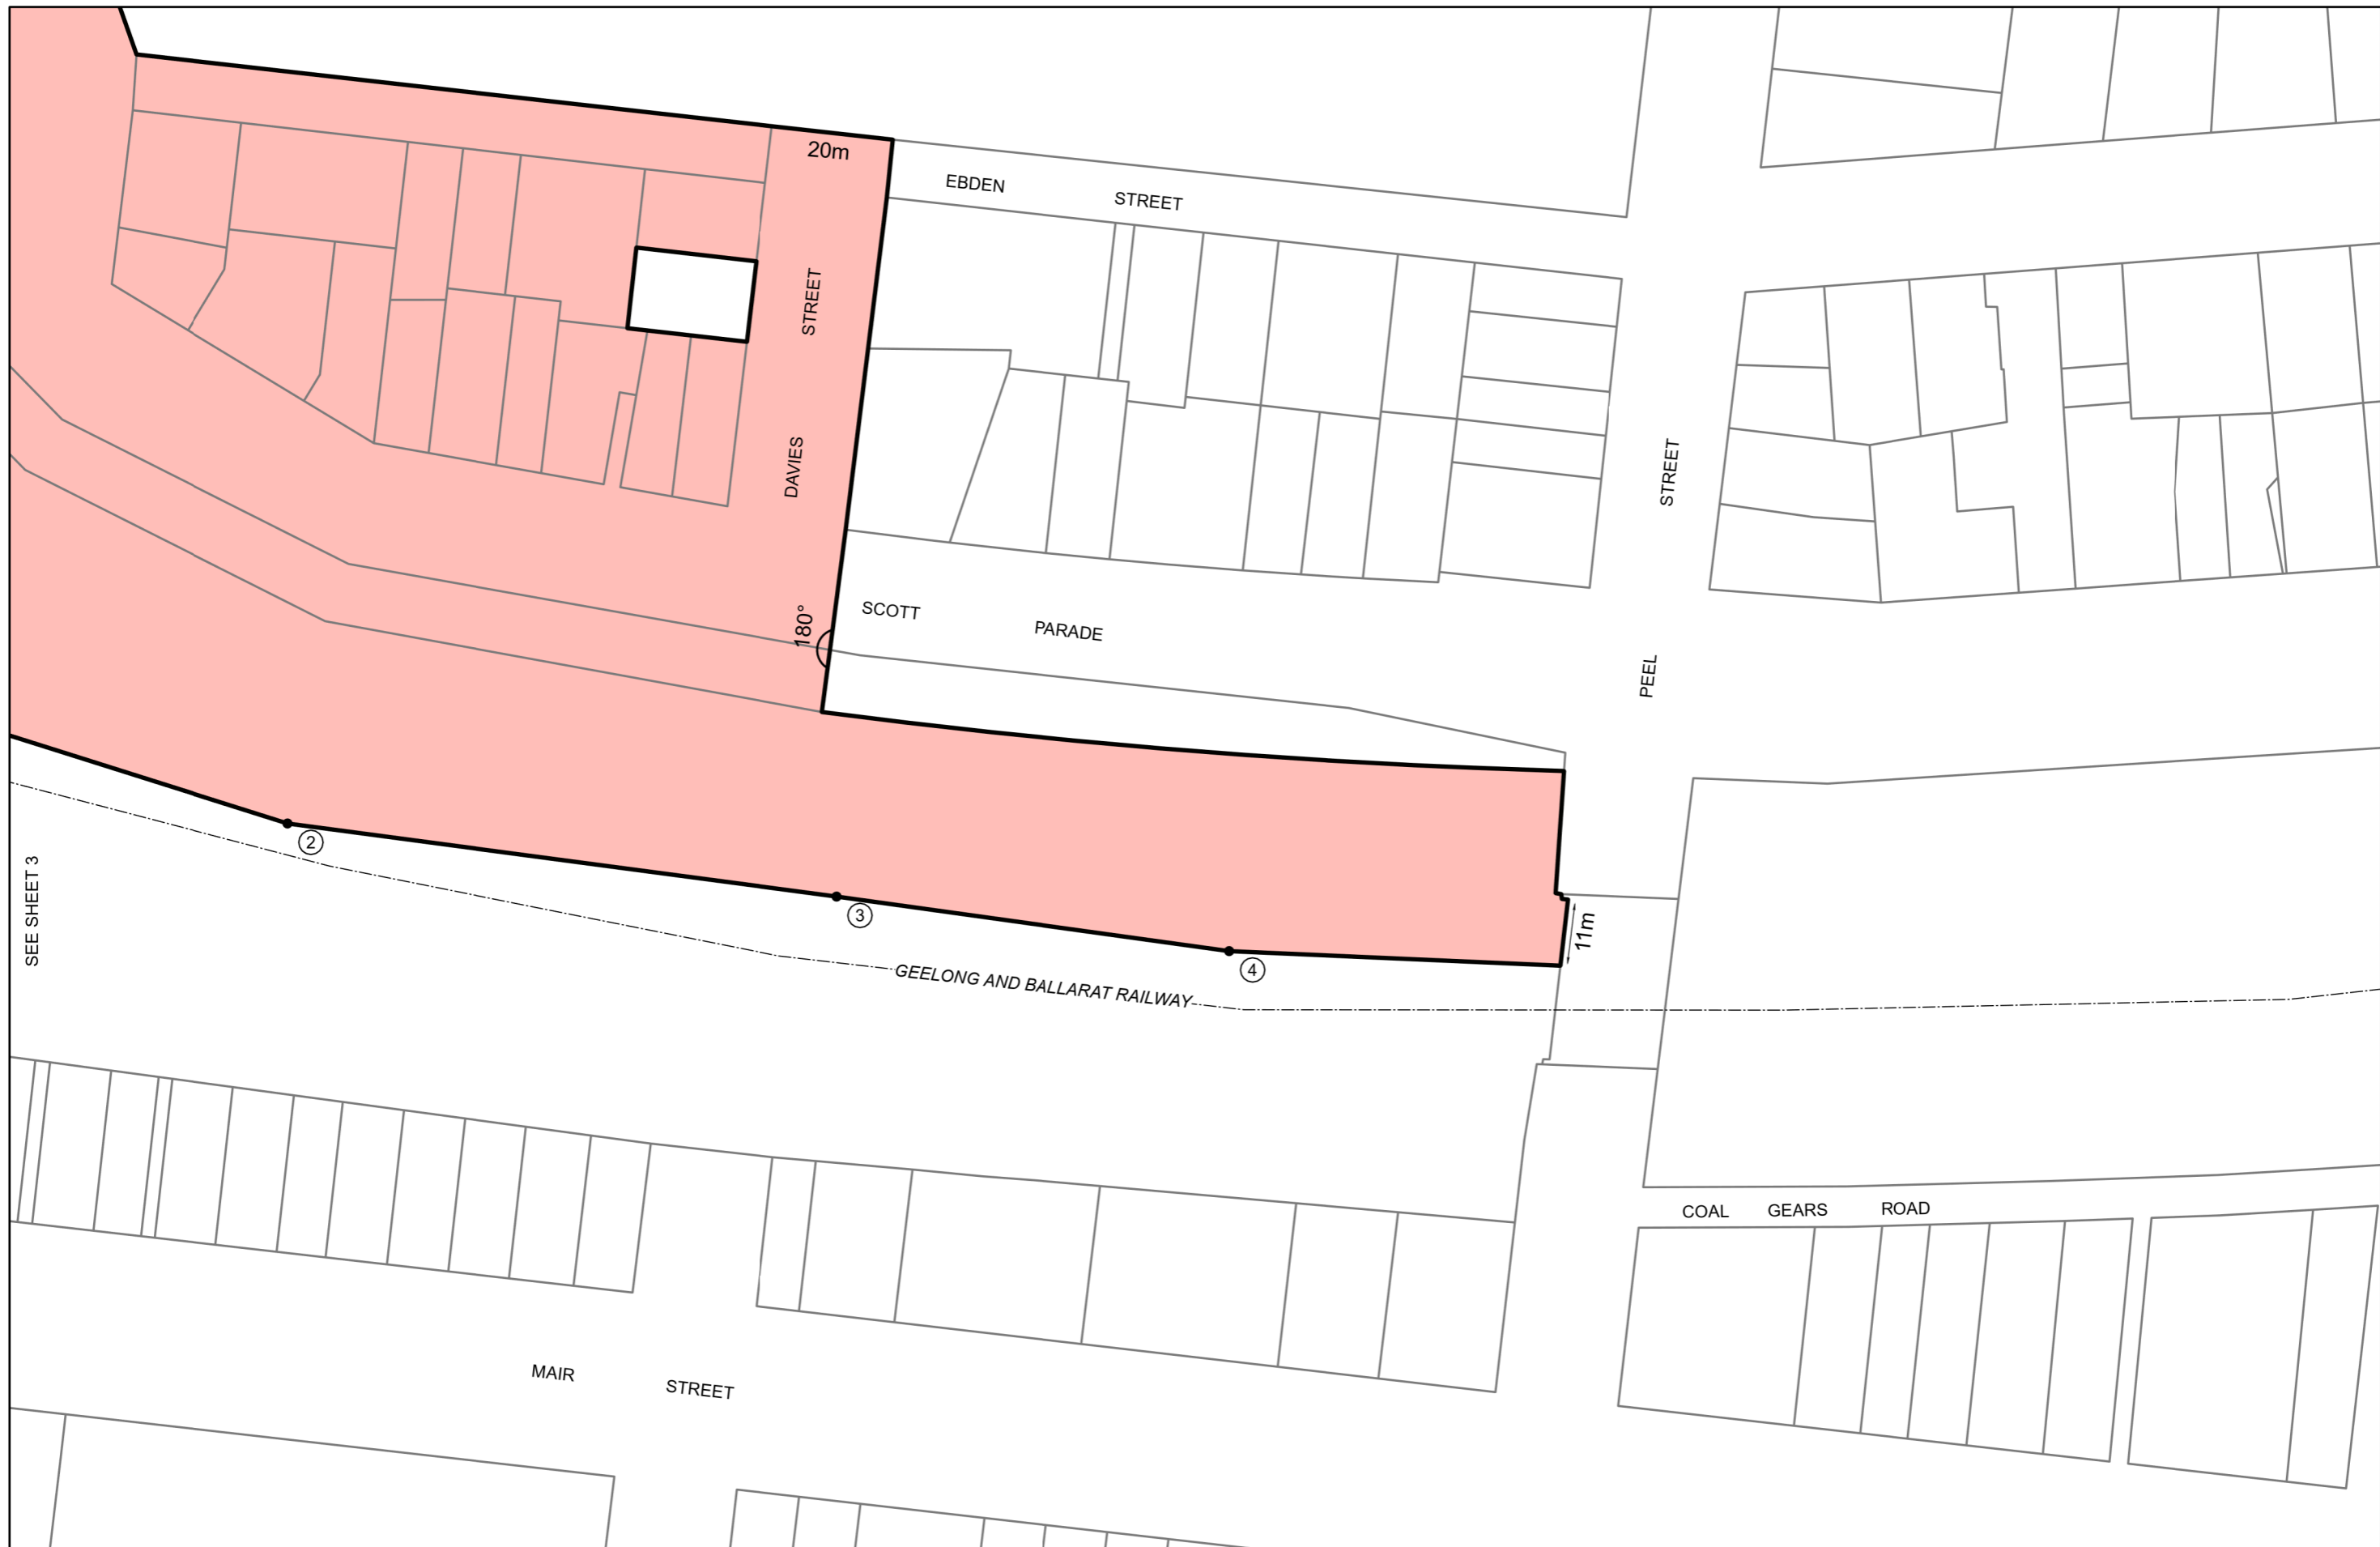 20m
EBDEN STREET
DAVIES STREET
180°
SCOTT PARADE
PEEL STREET
SEE SHEET 3
2
3
4
11m
GEELONG AND BALLARAT RAILWAY
COAL GEARS ROAD
MAIR STREET